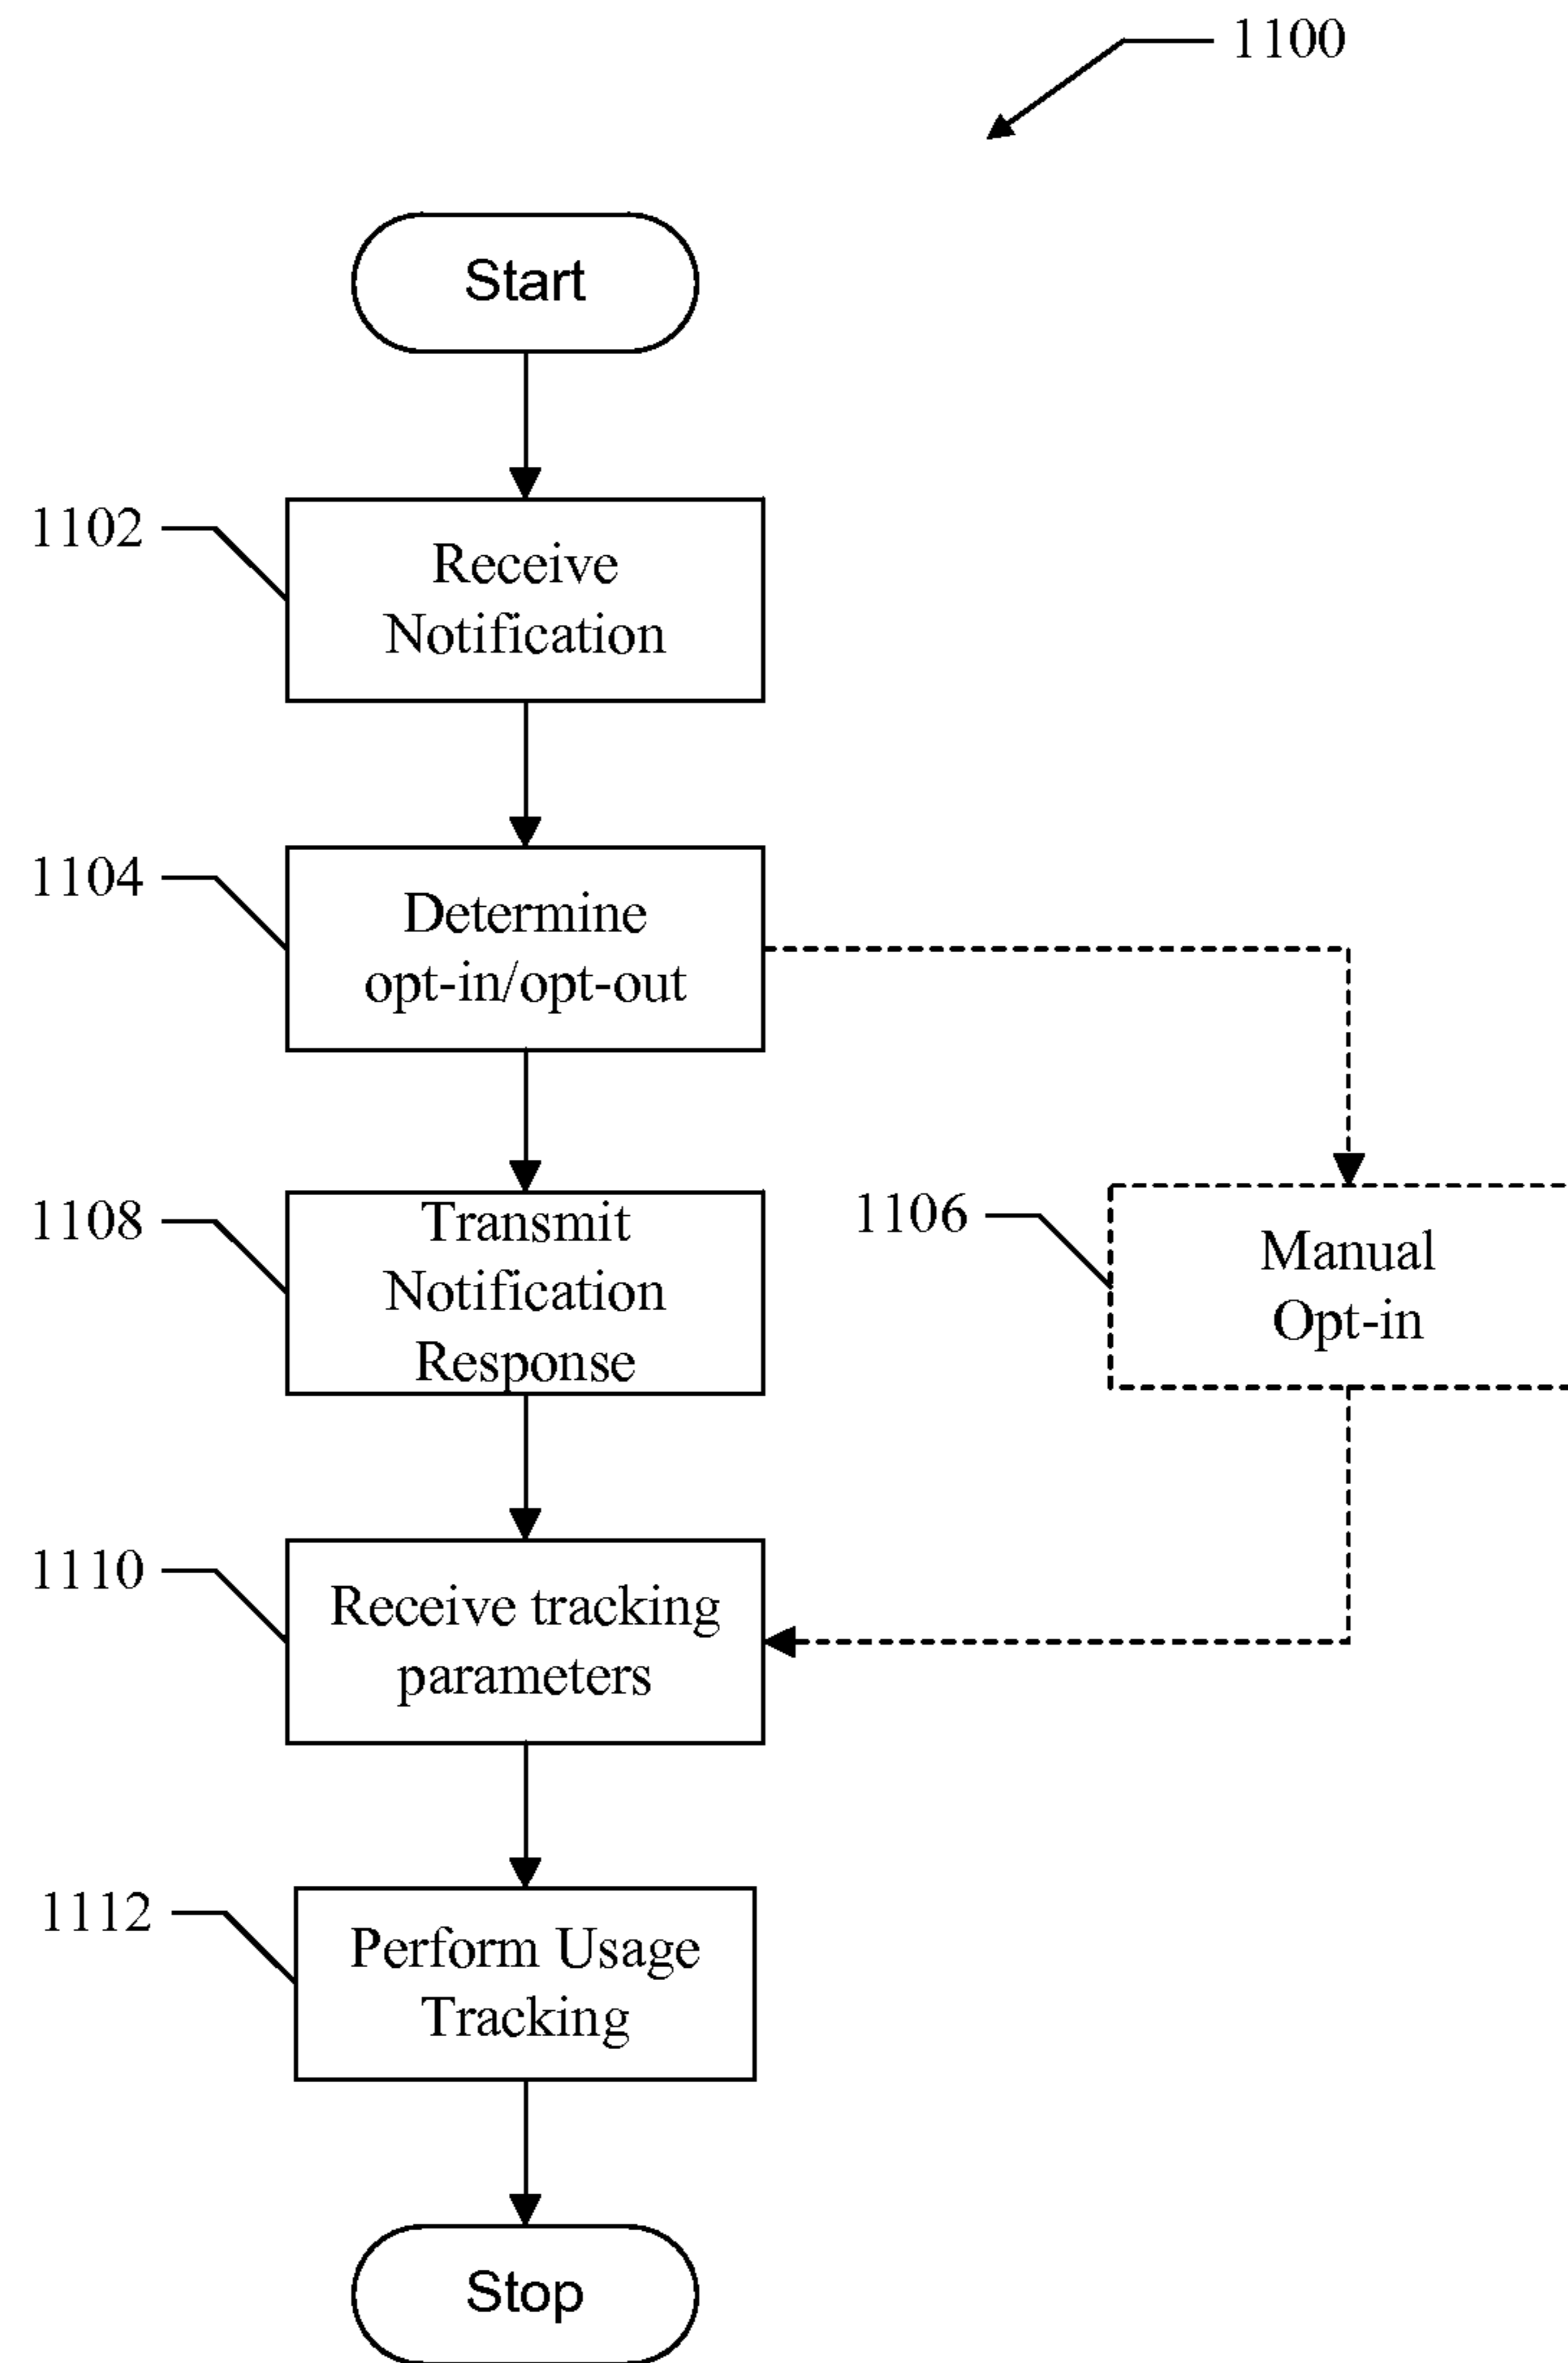 1100
Start
1102
Receive
Notification
1104
Determine
opt-in/opt-out
1108
Transmit
Notification
Response
1106
Manual
Opt-in
1110
Receive tracking
parameters
1112
Perform Usage
Tracking
Stop